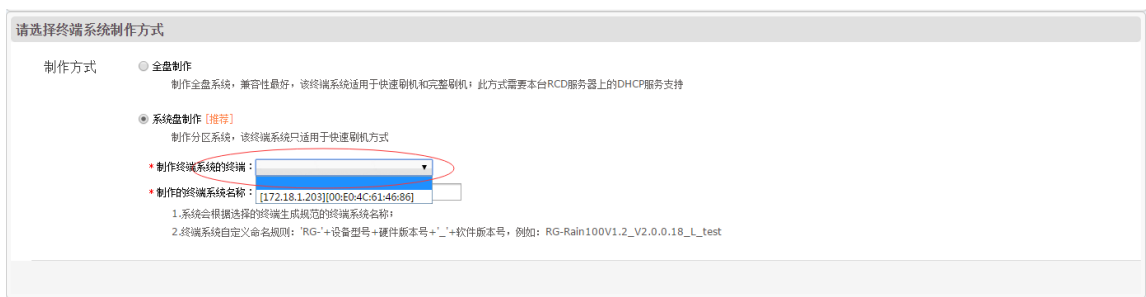 请选择终端系统制作方式
制作方式
全盘制作
制作全盘系统，兼容性最好，该终端系统适用于快速刷机和完整刷机；此方式需要本台RCD服务器上的DHCP服务支持
系统盘制作 [推荐]
制作分区系统，该终端系统只适用于快速刷机方式
*制作终端系统的终端：
*制作的终端系统名称：
[172.18.1.203][00:E0:4C:61:46:86]
1.系统会根据选择的终端生成规范的终端系统名称；
2.终端系统自定义命名规则：'RG-'+设备型号+硬件版本号+'_'+软件版本号，例如：RG-Rain100V1.2_V2.0.0.18_L_test